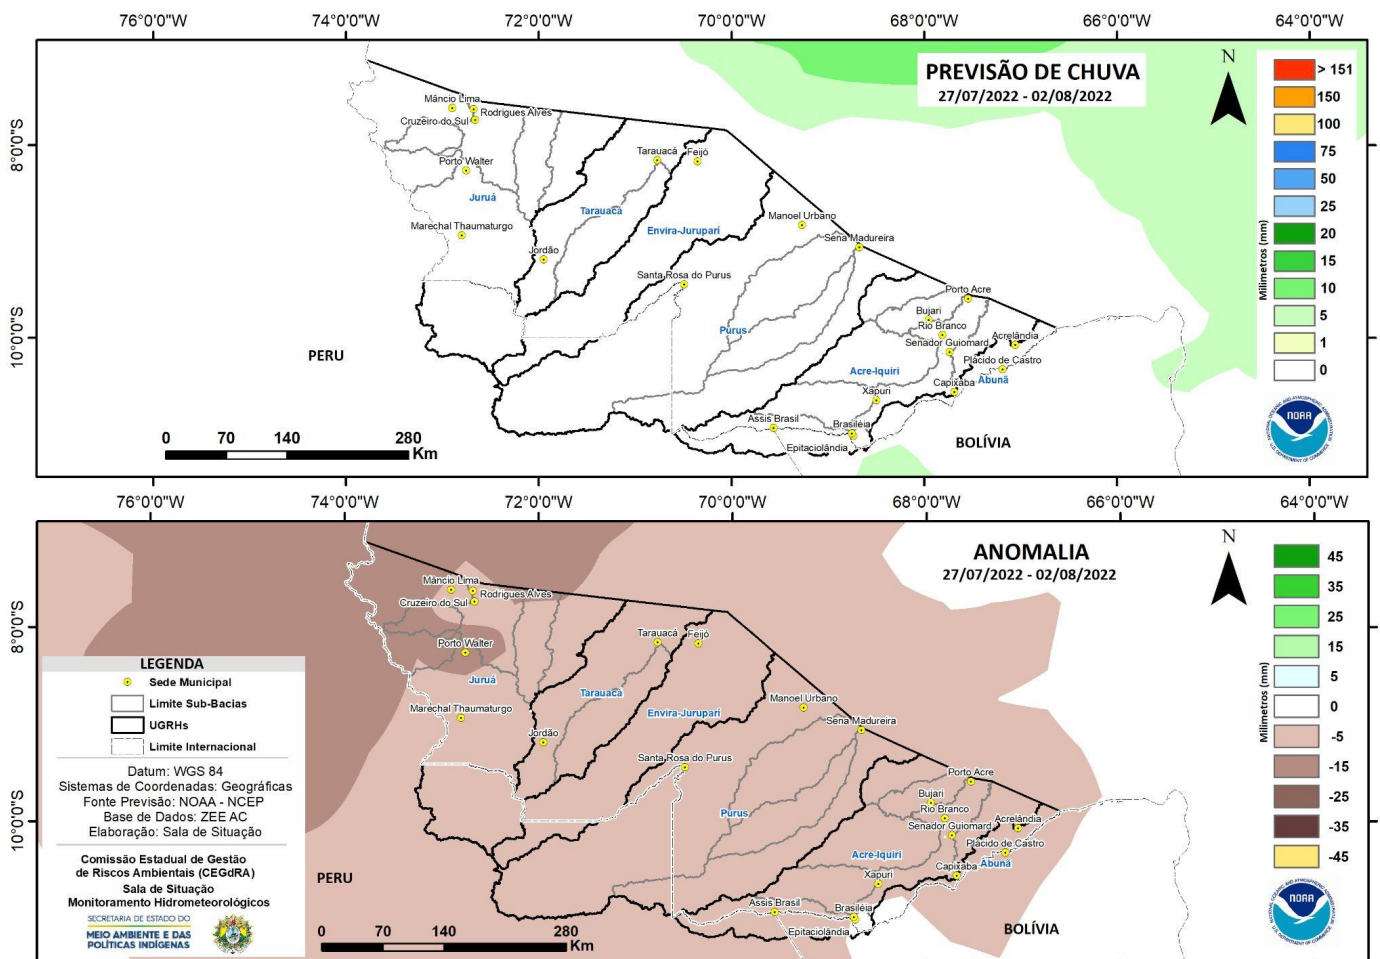 76°0'0"W 74°0'0"W 72°0'0"W 70°0'0"W 68°0'0"W 66°0'0"W 64°0'0"W
PREVISÃO DE CHUVA
27/07/2022 - 02/08/2022
N
8°0'0"S
10°0'0"S
Mâncio Lima
Rodrigues Alves
Cruzeiro do Sul
Porto Walter
Juruá
Marechal Thaumaturgo
Tarauacá
Feijó
Tarauacá
Jordão
Envira-Jurupari
Manoel Urbano
Sena Madureira
Santa Rosa do Purus
Purus
Porto Acre
Bujari
Rio Branco
Senador Guiomard
Acrelândia
Plácido de Castro
Abunã
Acre-Iquiri
Capixaba
Xapuri
Assis Brasil
Brasiléia
Epitaciolândia
PERU
BOLÍVIA
0 70 140 280
Km
Milímetros (mm)
> 151
150
100
75
50
25
20
15
10
5
1
0
NOAA
76°0'0"W 74°0'0"W 72°0'0"W 70°0'0"W 68°0'0"W 66°0'0"W 64°0'0"W
ANOMALIA
27/07/2022 - 02/08/2022
N
8°0'0"S
10°0'0"S
Mâncio Lima
Rodrigues Alves
Cruzeiro do Sul
Porto Walter
Juruá
Marechal Thaumaturgo
Tarauacá
Feijó
Tarauacá
Jordão
Envira-Jurupari
Manoel Urbano
Sena Madureira
Santa Rosa do Purus
Purus
Porto Acre
Bujari
Rio Branco
Senador Guiomard
Acrelândia
Plácido de Castro
Abunã
Acre-Iquiri
Capixaba
Xapuri
Assis Brasil
Brasiléia
Epitaciolândia
PERU
BOLÍVIA
0 70 140 280
Km
Milímetros (mm)
45
35
25
15
5
0
-5
-15
-25
-35
-45
NOAA
LEGENDA
Sede Municipal
Limite Sub-Bacias
UGRHs
Limite Internacional
Datum: WGS 84
Sistemas de Coordenadas: Geográficas
Fonte Previsão: NOAA - NCEP
Base de Dados: ZEE AC
Elaboração: Sala de Situação
Comissão Estadual de Gestão
de Riscos Ambientais (CEGdRA)
Sala de Situação
Monitoramento Hidrometeorológicos
SECRETARIA DE ESTADO DO
MEIO AMBIENTE E DAS
POLÍTICAS INDÍGENAS